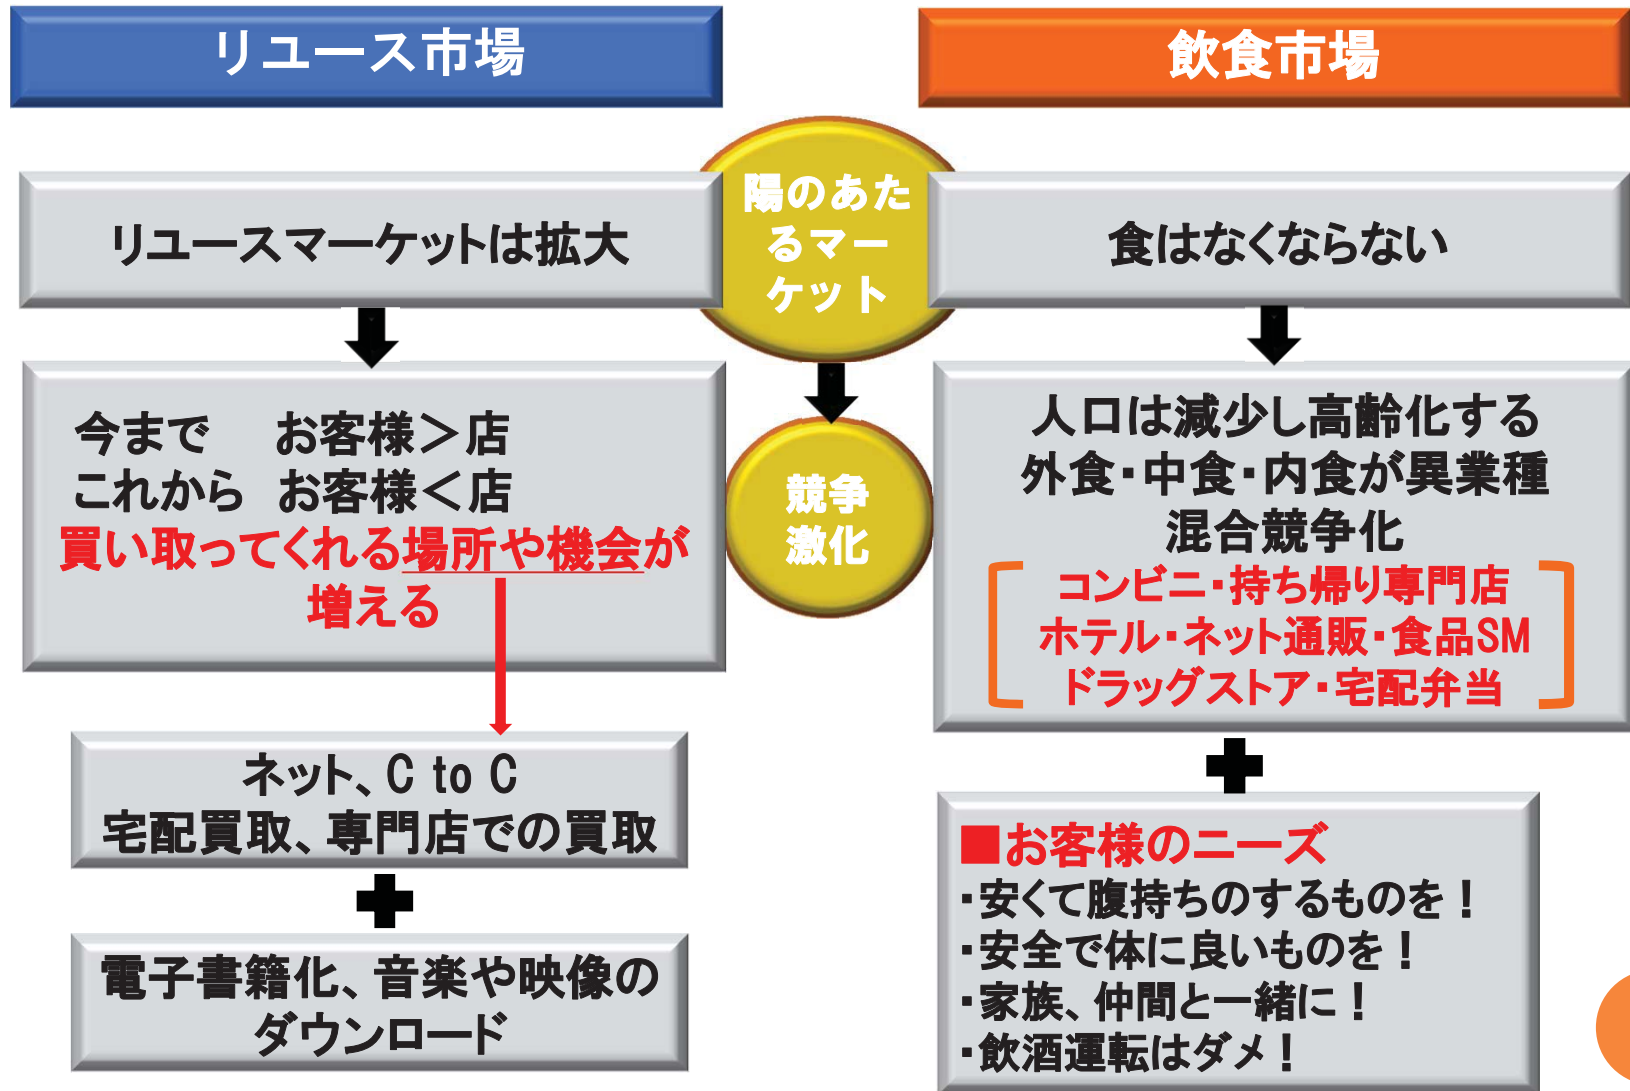 リユース市場
飲食市場
陽のあた
るマー
ケット
リユースマーケットは拡大
食はなくならない
今まで　お客様＞店
これから　お客様＜店
買い取ってくれる場所や機会が
増える
競争
激化
人口は減少し高齢化する
外食・中食・内食が異業種
混合競争化
コンビニ・持ち帰り専門店
ホテル・ネット通販・食品SM
ドラッグストア・宅配弁当
ネット、C to C
宅配買取、専門店での買取
電子書籍化、音楽や映像の
ダウンロード
■お客様のニーズ
・安くて腹持ちのするものを！
・安全で体に良いものを！
・家族、仲間と一緒に！
・飲酒運転はダメ！